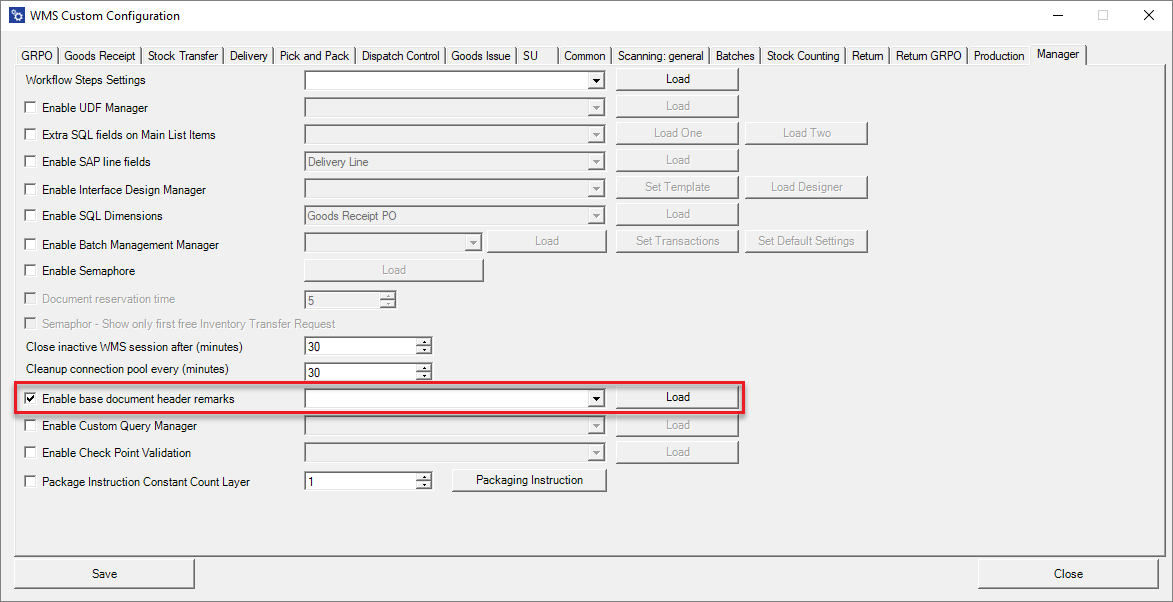 WMS Custom Configuration
GRPO Goods Receipt Stock Transfer Delivery Pick and Pack Dispatch Control Goods Issue SU Common Scanning: general Batches Stock Counting Return Return GRPO Production Manager
Workflow Steps Settings Load
Enable UDF Manager Load
Extra SQL fields on Main List Items Load One Load Two
Enable SAP line fields Delivery Line Load
Enable Interface Design Manager Set Template Load Designer
Enable SQL Dimensions Goods Receipt PO Load
Enable Batch Management Manager Load Set Transactions Set Default Settings
Enable Semaphore Load
Document reservation time 5
Semaphor - Show only first free Inventory Transfer Request
Close inactive WMS session after (minutes) 30
Cleanup connection pool every (minutes) 30
Enable base document header remarks Load
Enable Custom Query Manager Load
Enable Check Point Validation Load
Package Instruction Constant Count Layer 1 Packaging Instruction
Save Close